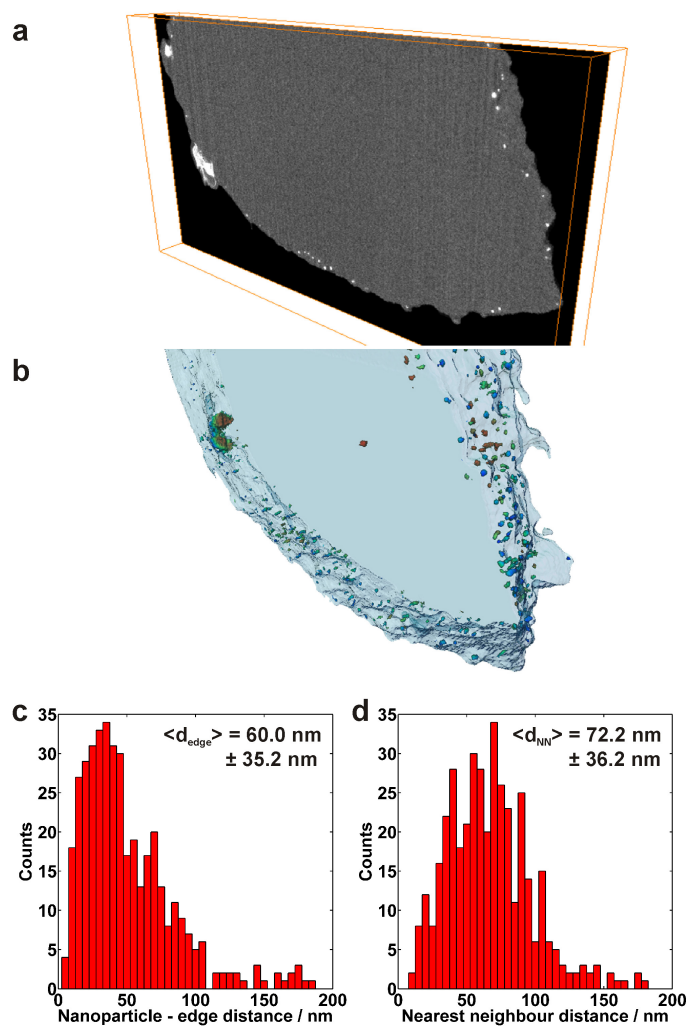 a
b
c
<d_edge> = 60.0 nm
± 35.2 nm
35
30
25
20
15
10
5
0
Counts
0 50 100 150 200
Nanoparticle - edge distance / nm
d
<d_NN> = 72.2 nm
± 36.2 nm
35
30
25
20
15
10
5
0
Counts
0 50 100 150 200
Nearest neighbour distance / nm